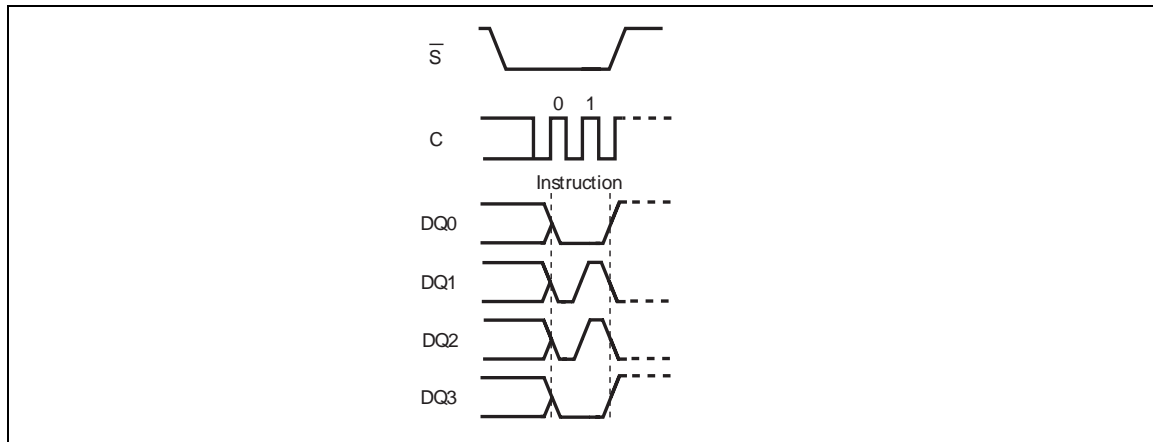 S̅
0 1
C
Instruction
DQ0
DQ1
DQ2
DQ3